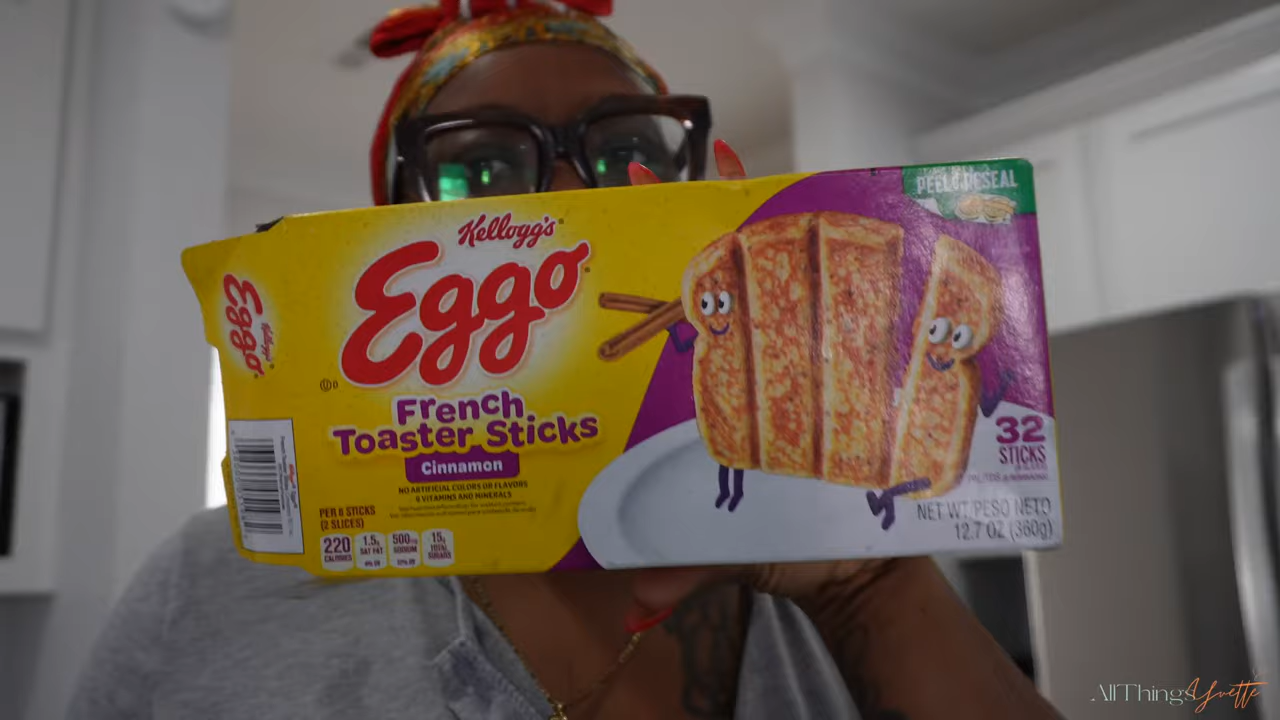 PEEL & RESEAL
Kellogg's
Eggo
Kellogg's
Eggo
French
Toaster Sticks
Cinnamon
NO ARTIFICIAL COLORS OR FLAVORS
6 VITAMINS AND MINERALS
PER 8 STICKS
(2 SLICES)
220
CALORIES
1.5g
SAT FAT
500mg
SODIUM
15g
TOTAL
SUGARS
32
STICKS
NET WT./PESO NETO
12.7 OZ (360g)
AllThings4Yvette